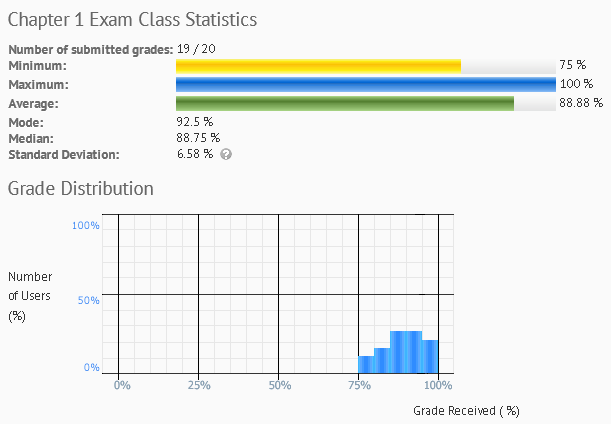 Chapter 1 Exam Class Statistics
Number of submitted grades: 19 / 20
Minimum: 75 %
Maximum: 100 %
Average: 88.88 %
Mode: 92.5 %
Median: 88.75 %
Standard Deviation: 6.58 % ?
Grade Distribution
100%
Number
of Users
(%)
50%
0%
0% 25% 50% 75% 100%
Grade Received ( %)